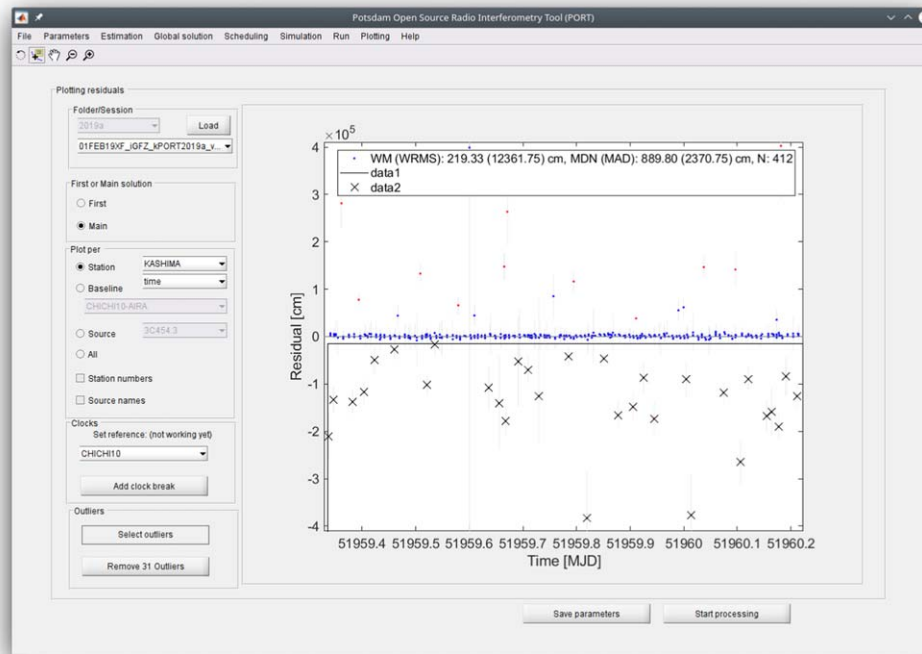 Potsdam Open Source Radio Interferometry Tool (PORT)
File Parameters Estimation Global solution Scheduling Simulation Run Plotting Help
Plotting residuals
Folder/Session
2019a
Load
01FEB19XF_iGFZ_kPORT2019a_v...
First or Main solution
First
Main
Plot per
Station
KASHIMA
Baseline
time
CHICHI10-AIRA
Source
3C454.3
All
Station numbers
Source names
Clocks
Set reference: (not working yet)
CHICHI10
Add clock break
Outliers
Select outliers
Remove 31 Outliers
×10^5
WM (WRMS): 219.33 (12361.75) cm, MDN (MAD): 889.80 (2370.75) cm, N: 412
data1
data2
4
3
2
1
0
-1
-2
-3
-4
Residual [cm]
51959.4 51959.5 51959.6 51959.7 51959.8 51959.9 51960 51960.1 51960.2
Time [MJD]
Save parameters
Start processing